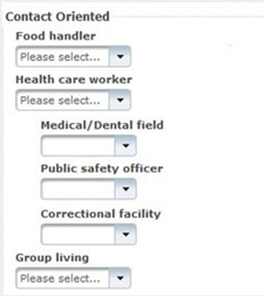 Contact Oriented
Food handler
Please select...
Health care worker
Please select...
Medical/Dental field
Public safety officer
Correctional facility
Group living
Please select...